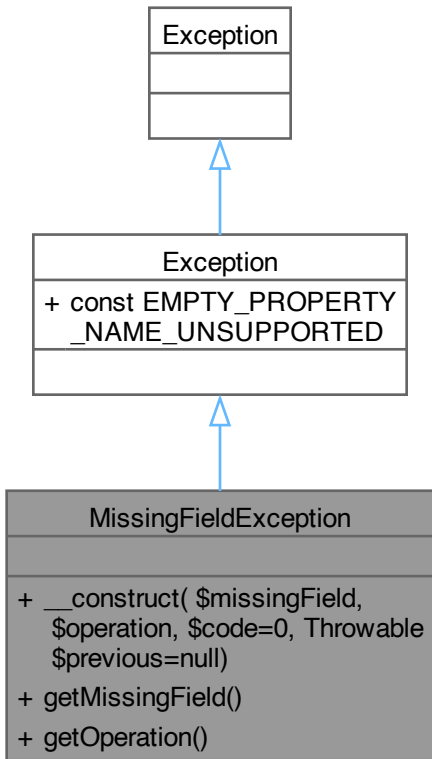 Exception
Exception
+ const EMPTY_PROPERTY
_NAME_UNSUPPORTED
MissingFieldException
+ __construct( $missingField,
$operation, $code=0, Throwable
$previous=null)
+ getMissingField()
+ getOperation()